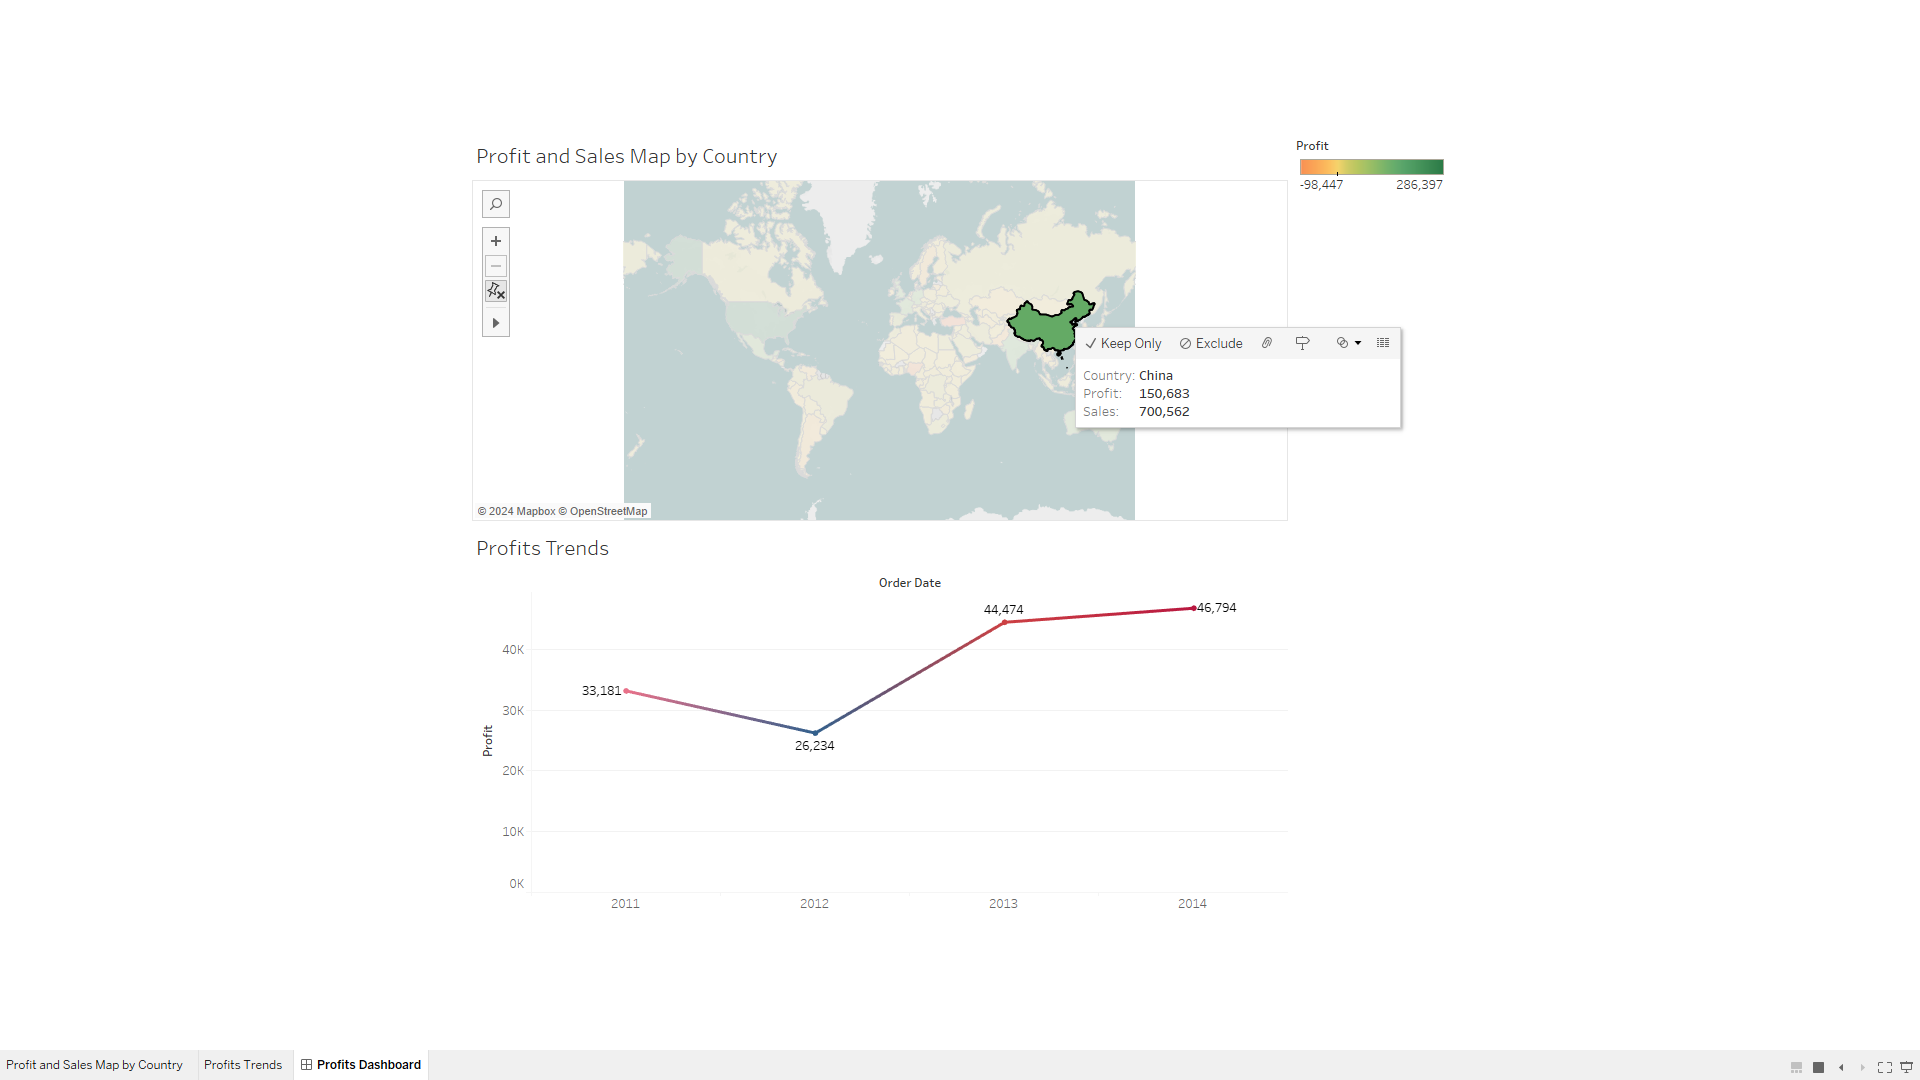 Profit and Sales Map by Country
Profit
-98,447 286,397
Keep Only Exclude
Country: China
Profit: 150,683
Sales: 700,562
© 2024 Mapbox © OpenStreetMap
Profits Trends
Order Date
44,474
46,794
40K
33,181
30K
26,234
Profit
20K
10K
0K
2011 2012 2013 2014
Profit and Sales Map by Country Profits Trends Profits Dashboard